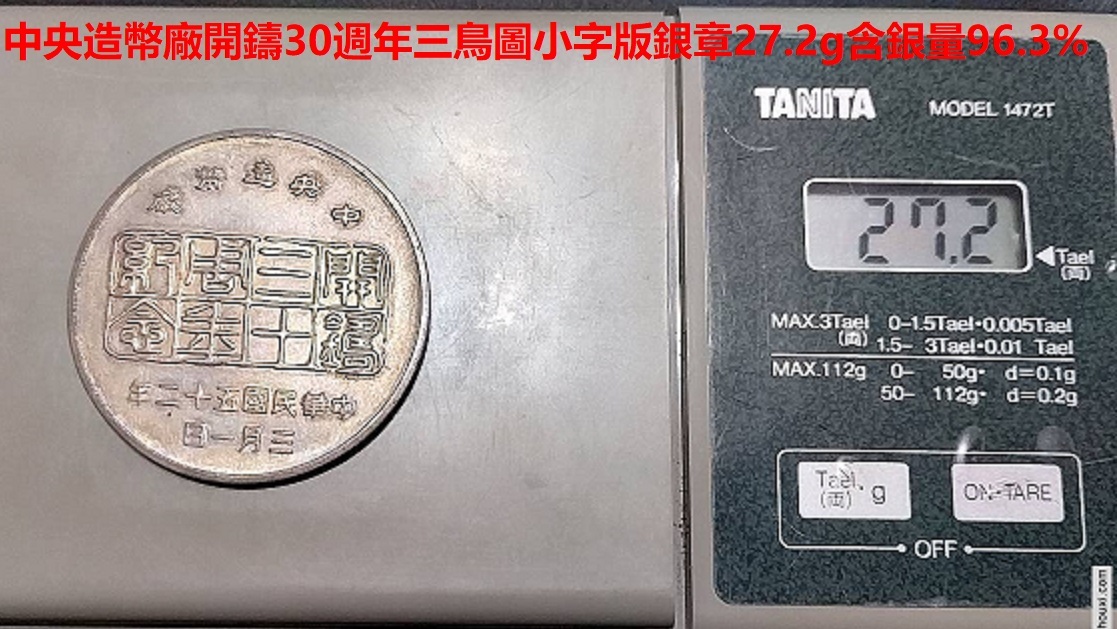 中央造幣廠開鑄30週年三鳥圖小字版銀章27.2g含銀量96.3%
中央造幣廠
開鑄三十週年紀念
中華民國五十二年
三月一日
TANITA
MODEL 1472T
27.2
Tael
(両)
MAX.3Tael 0-1.5Tael·0.005Tael
(両) 1.5- 3Tael·0.01 Tael
MAX.112g 0- 50g· d=0.1g
50- 112g· d=0.2g
Tael.g
(両)
ON·TARE
OFF
houxi.com